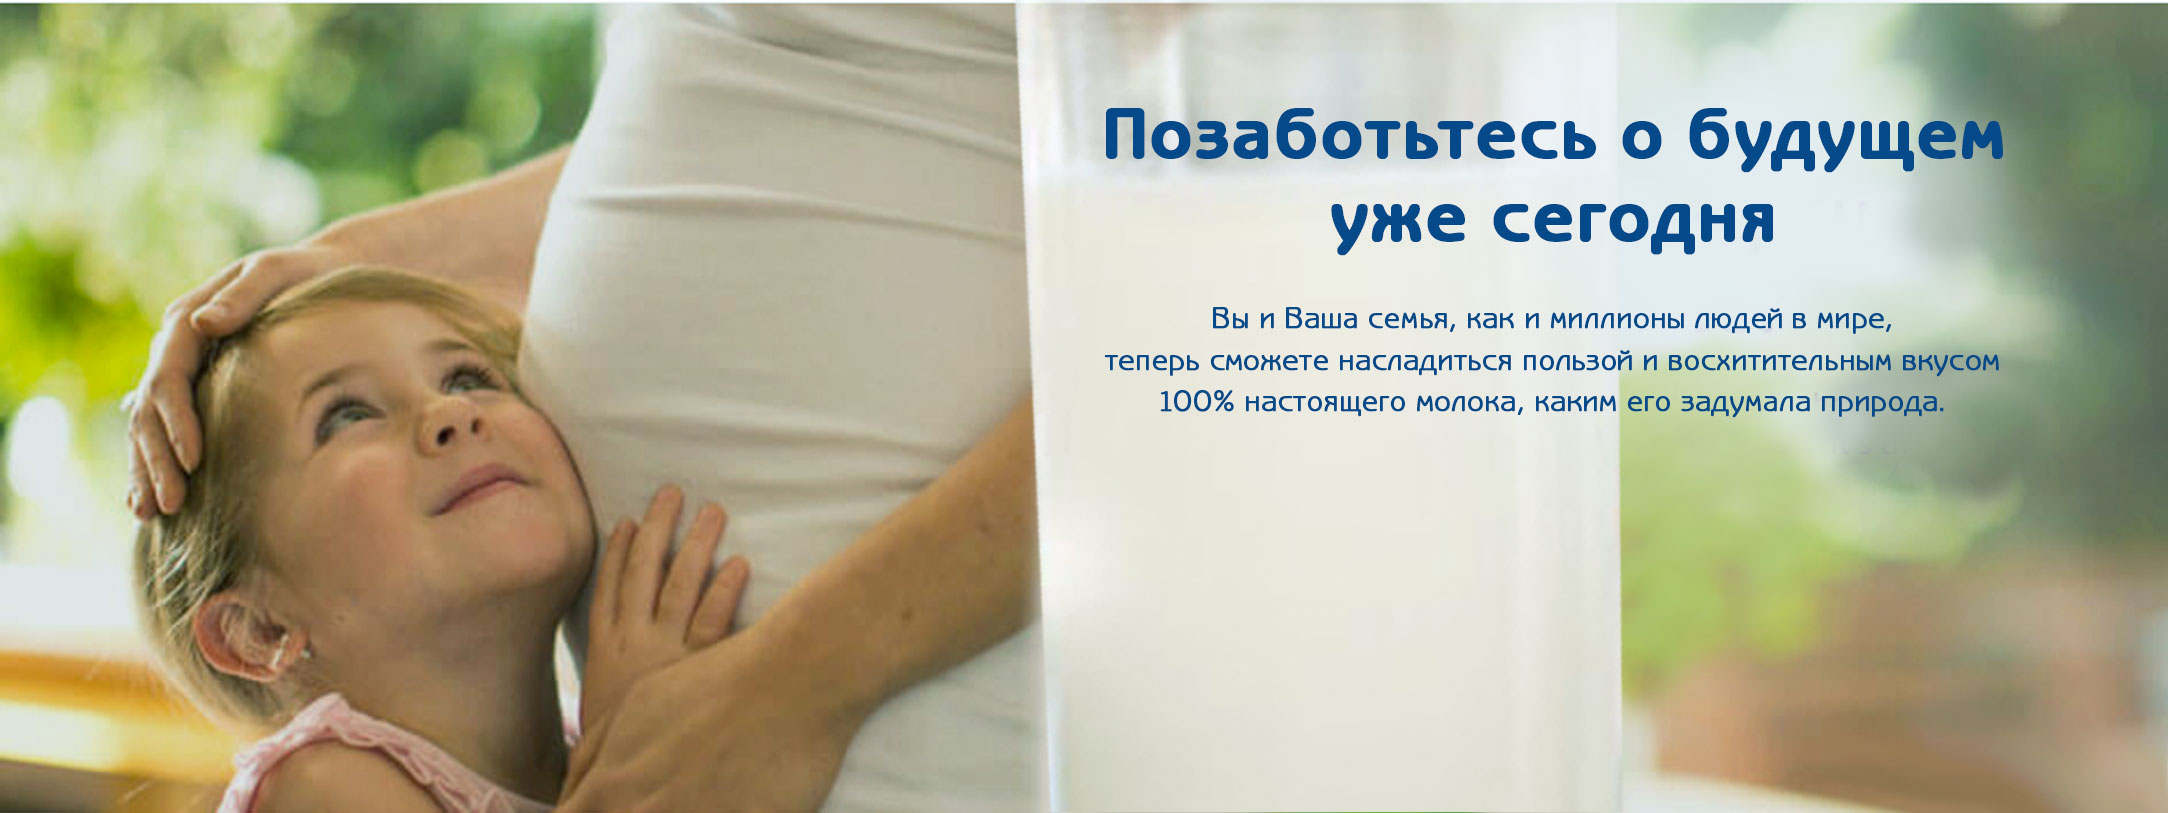 Позаботьтесь о будущем
уже сегодня
Вы и Ваша семья, как и миллионы людей в мире,
теперь сможете насладиться пользой и восхитительным вкусом
100% настоящего молока, каким его задумала природа.